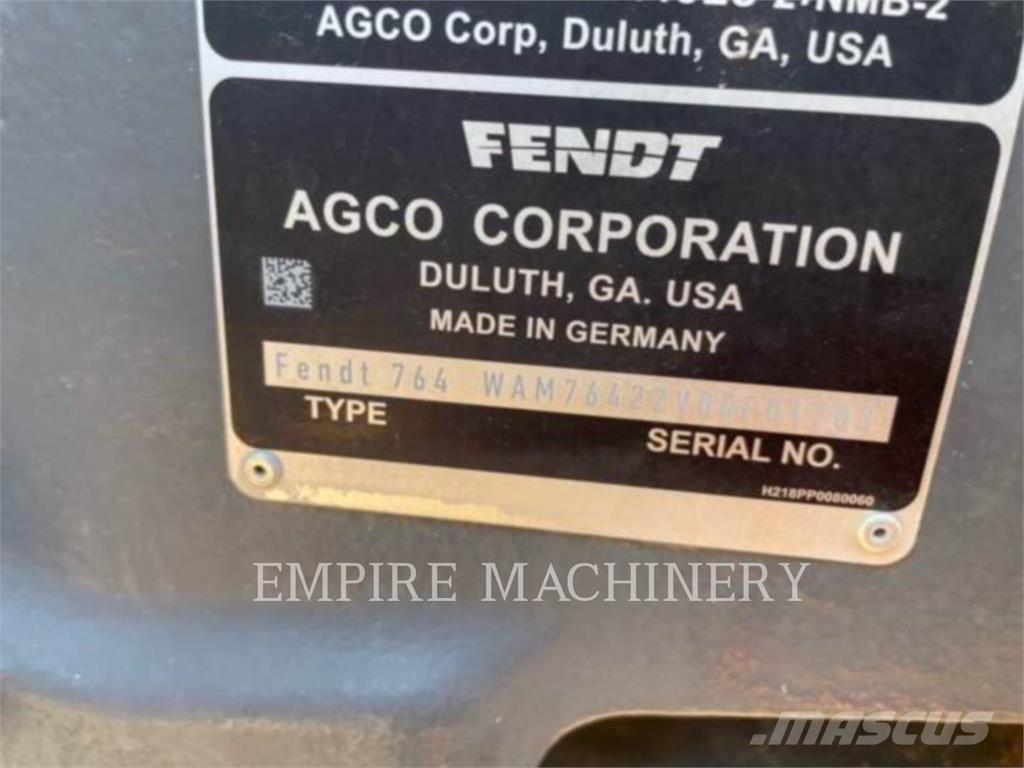 AGCO Corp, Duluth, GA, USA
FENDT
AGCO CORPORATION
DULUTH, GA. USA
MADE IN GERMANY
Fendt 764
TYPE
SERIAL NO.
H218PP0080060
EMPIRE MACHINERY
MASCUS